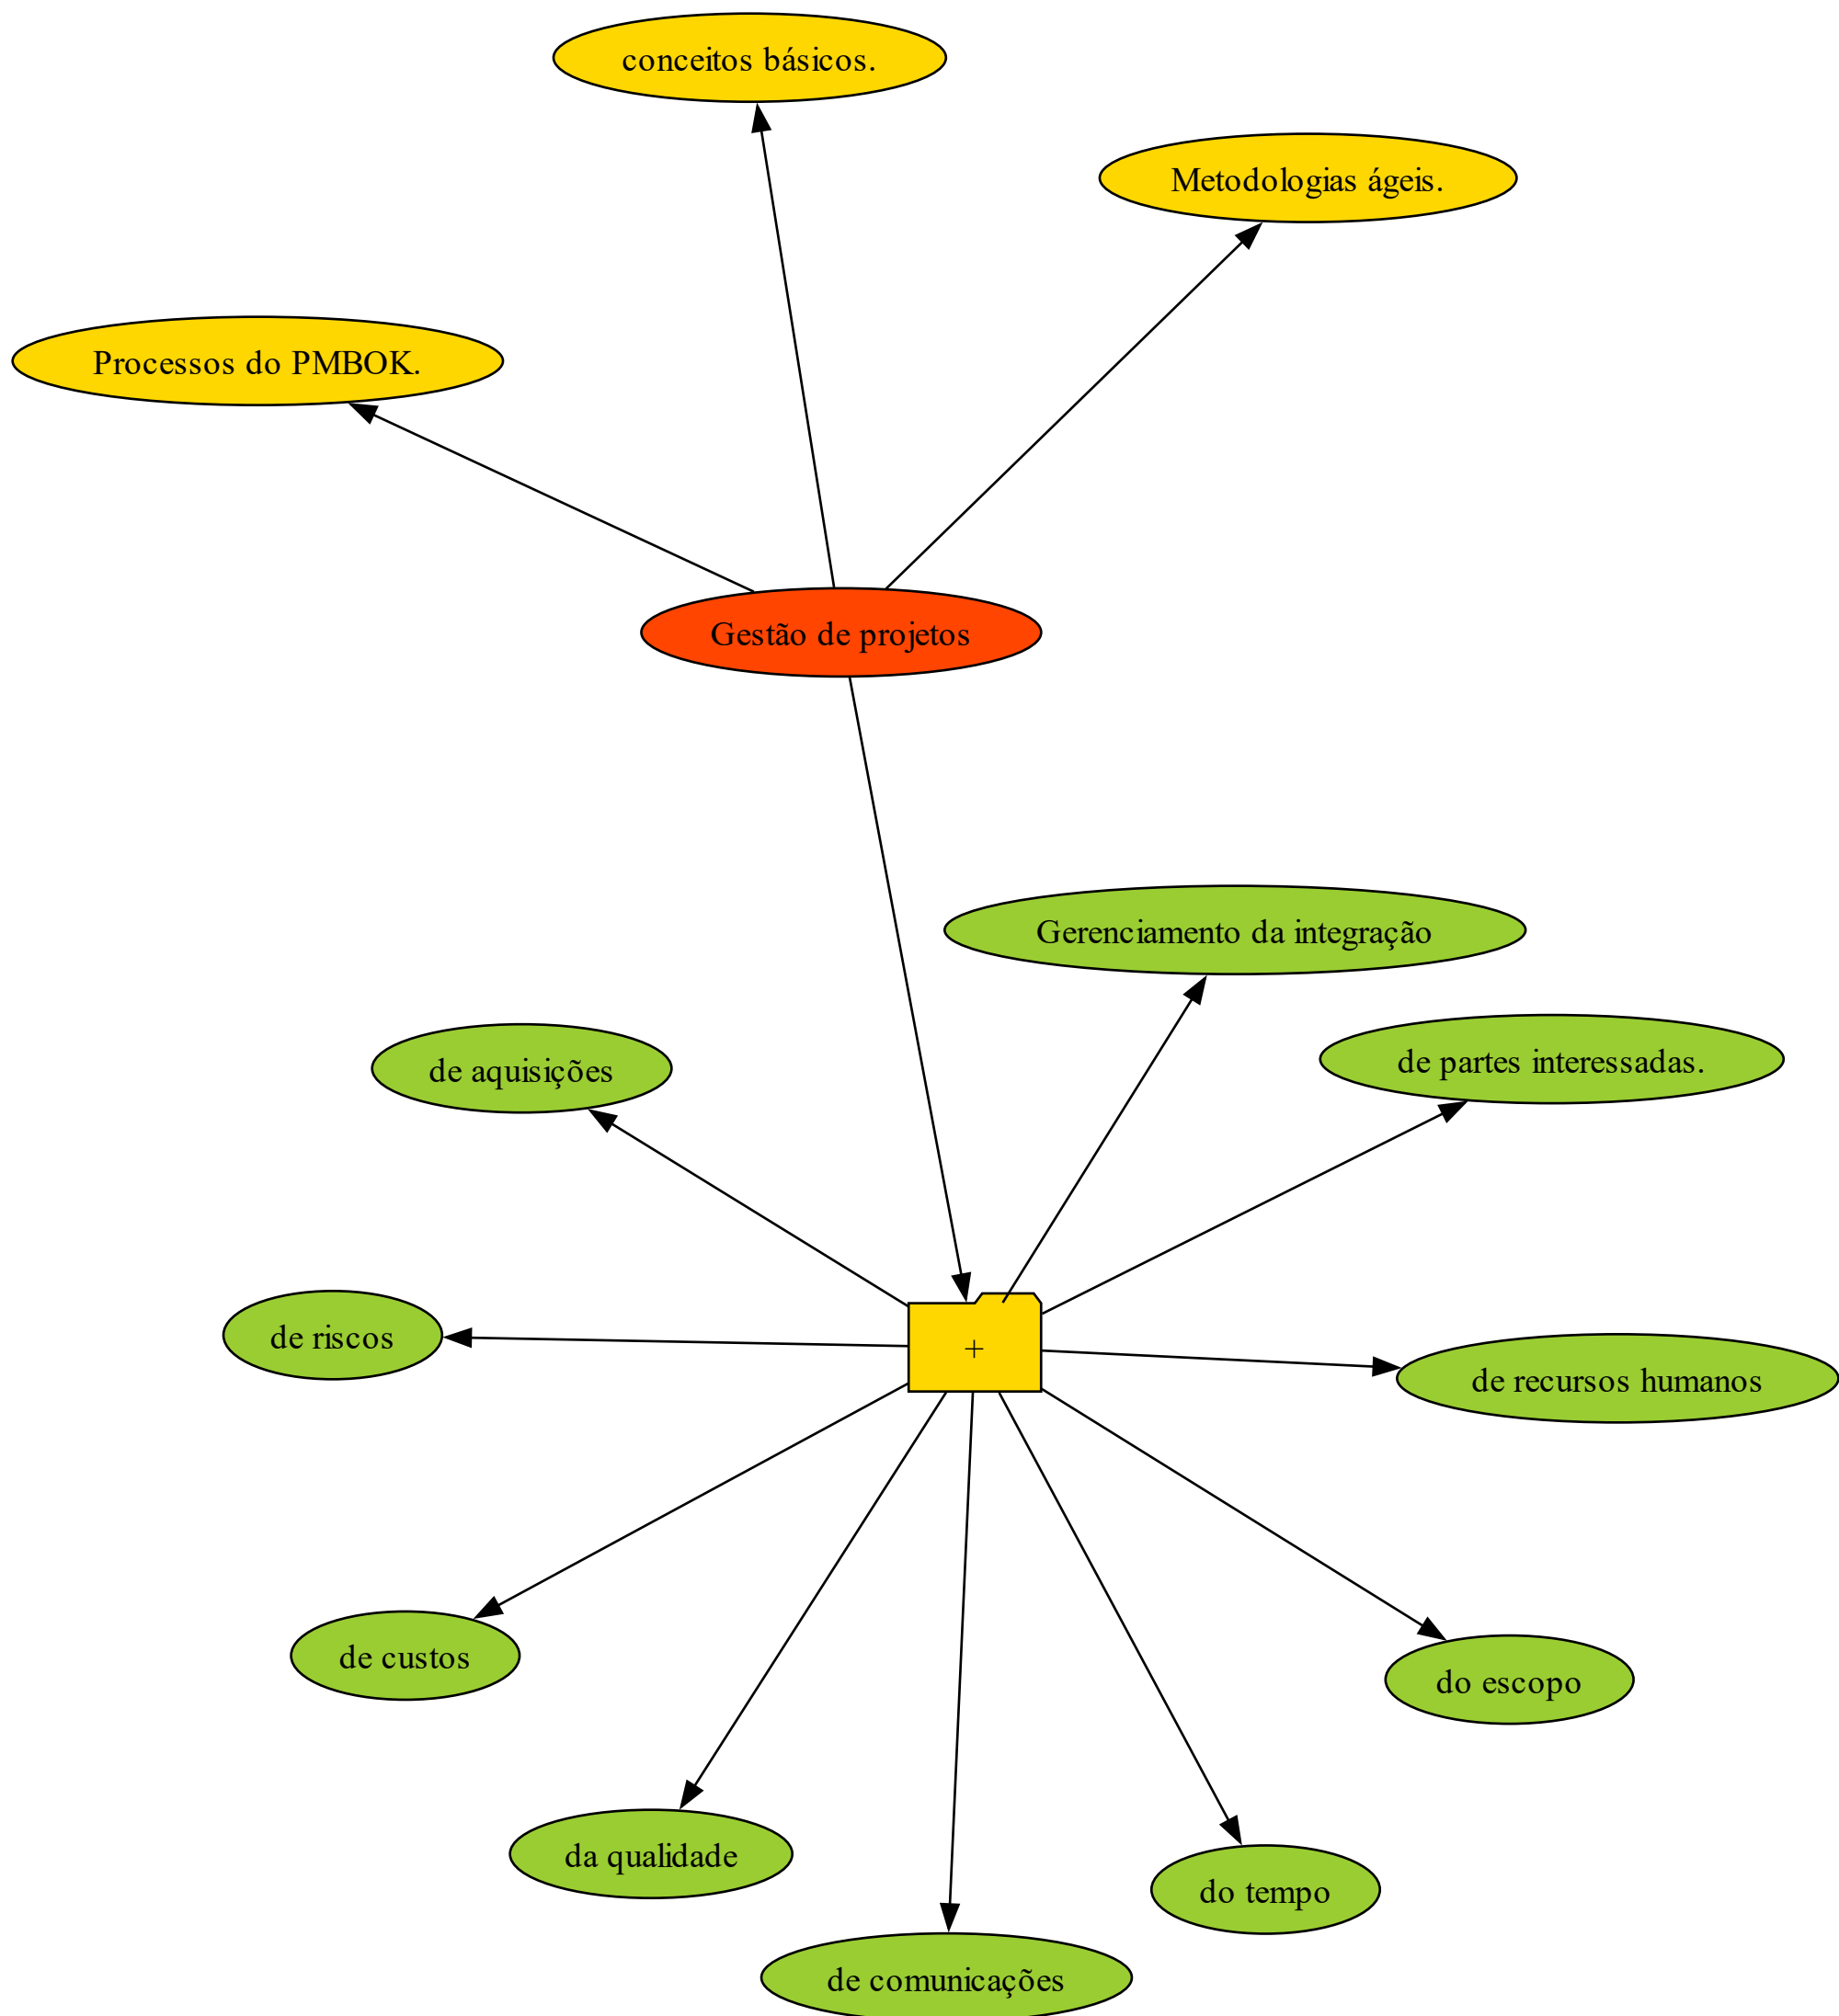 conceitos básicos.
Metodologias ágeis.
Processos do PMBOK.
Gestão de projetos
Gerenciamento da integração
de partes interessadas.
de aquisições
de riscos
+
de recursos humanos
de custos
do escopo
da qualidade
do tempo
de comunicações